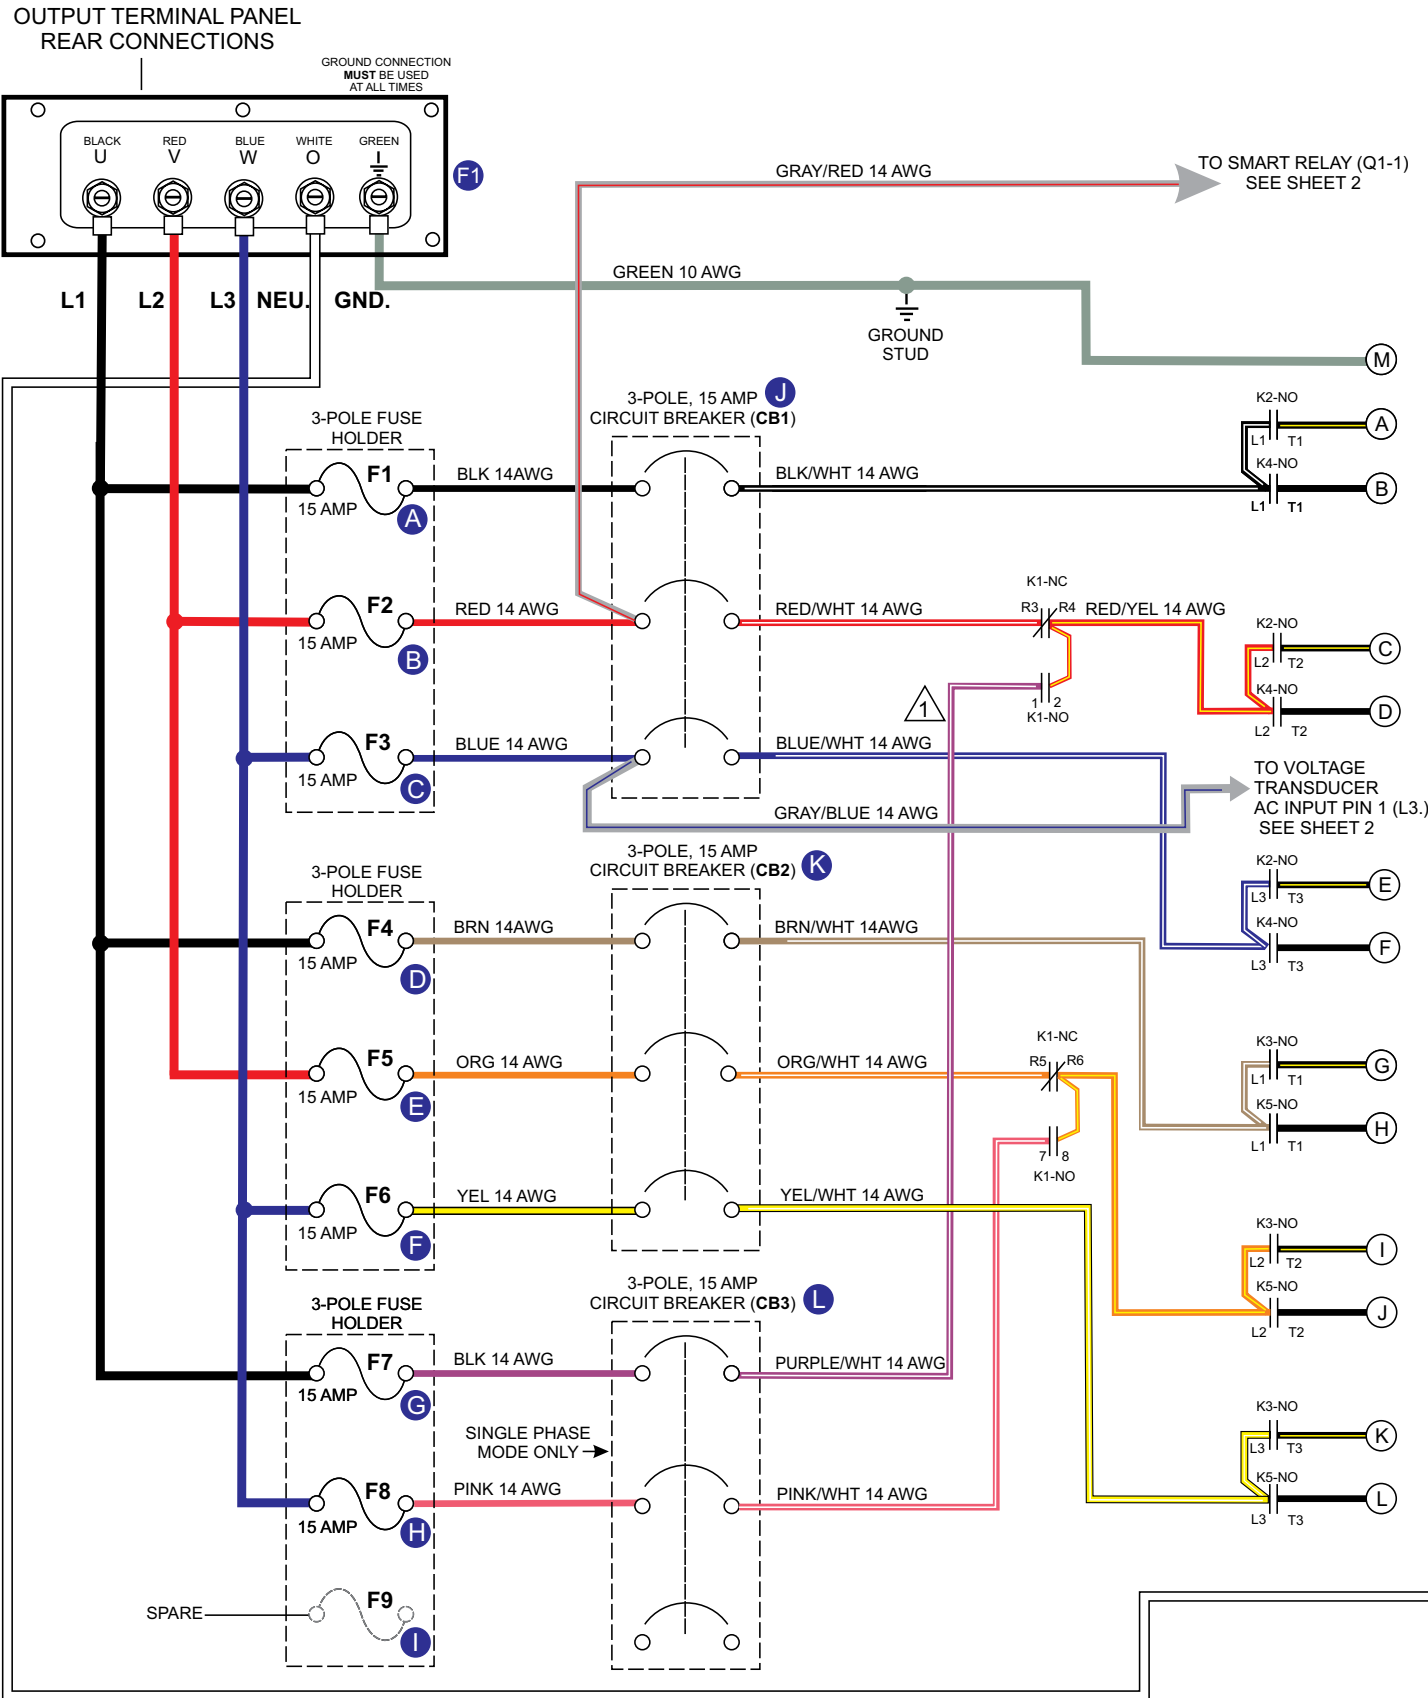 OUTPUT TERMINAL PANEL
REAR CONNECTIONS
GROUND CONNECTION
MUST BE USED
AT ALL TIMES
BLACK
U
RED
V
BLUE
W
WHITE
O
GREEN
F1
GRAY/RED 14 AWG
TO SMART RELAY (Q1-1)
SEE SHEET 2
GREEN 10 AWG
L1
L2
L3
NEU.
GND.
GROUND
STUD
M
3-POLE FUSE
HOLDER
3-POLE, 15 AMP
CIRCUIT BREAKER (CB1)
J
F1
15 AMP
A
BLK 14AWG
BLK/WHT 14 AWG
K2-NO
L1 T1
A
K4-NO
L1 T1
B
F2
15 AMP
B
RED 14 AWG
RED/WHT 14 AWG
K1-NC
R3 R4
RED/YEL 14 AWG
1 2
K1-NO
1
K2-NO
L2 T2
C
K4-NO
L2 T2
D
F3
15 AMP
C
BLUE 14 AWG
BLUE/WHT 14 AWG
GRAY/BLUE 14 AWG
TO VOLTAGE
TRANSDUCER
AC INPUT PIN 1 (L3.)
SEE SHEET 2
3-POLE FUSE
HOLDER
3-POLE, 15 AMP
CIRCUIT BREAKER (CB2)
K
K2-NO
L3 T3
E
K4-NO
L3 T3
F
F4
15 AMP
D
BRN 14AWG
BRN/WHT 14AWG
F5
15 AMP
E
ORG 14 AWG
ORG/WHT 14 AWG
K1-NC
R5 R6
7 8
K1-NO
K3-NO
L1 T1
G
K5-NO
L1 T1
H
F6
15 AMP
F
YEL 14 AWG
YEL/WHT 14 AWG
K3-NO
L2 T2
I
K5-NO
L2 T2
J
3-POLE FUSE
HOLDER
3-POLE, 15 AMP
CIRCUIT BREAKER (CB3)
L
F7
15 AMP
G
BLK 14 AWG
PURPLE/WHT 14 AWG
SINGLE PHASE
MODE ONLY
K3-NO
L3 T3
K
K5-NO
L3 T3
L
F8
15 AMP
H
PINK 14 AWG
PINK/WHT 14 AWG
SPARE
F9
I